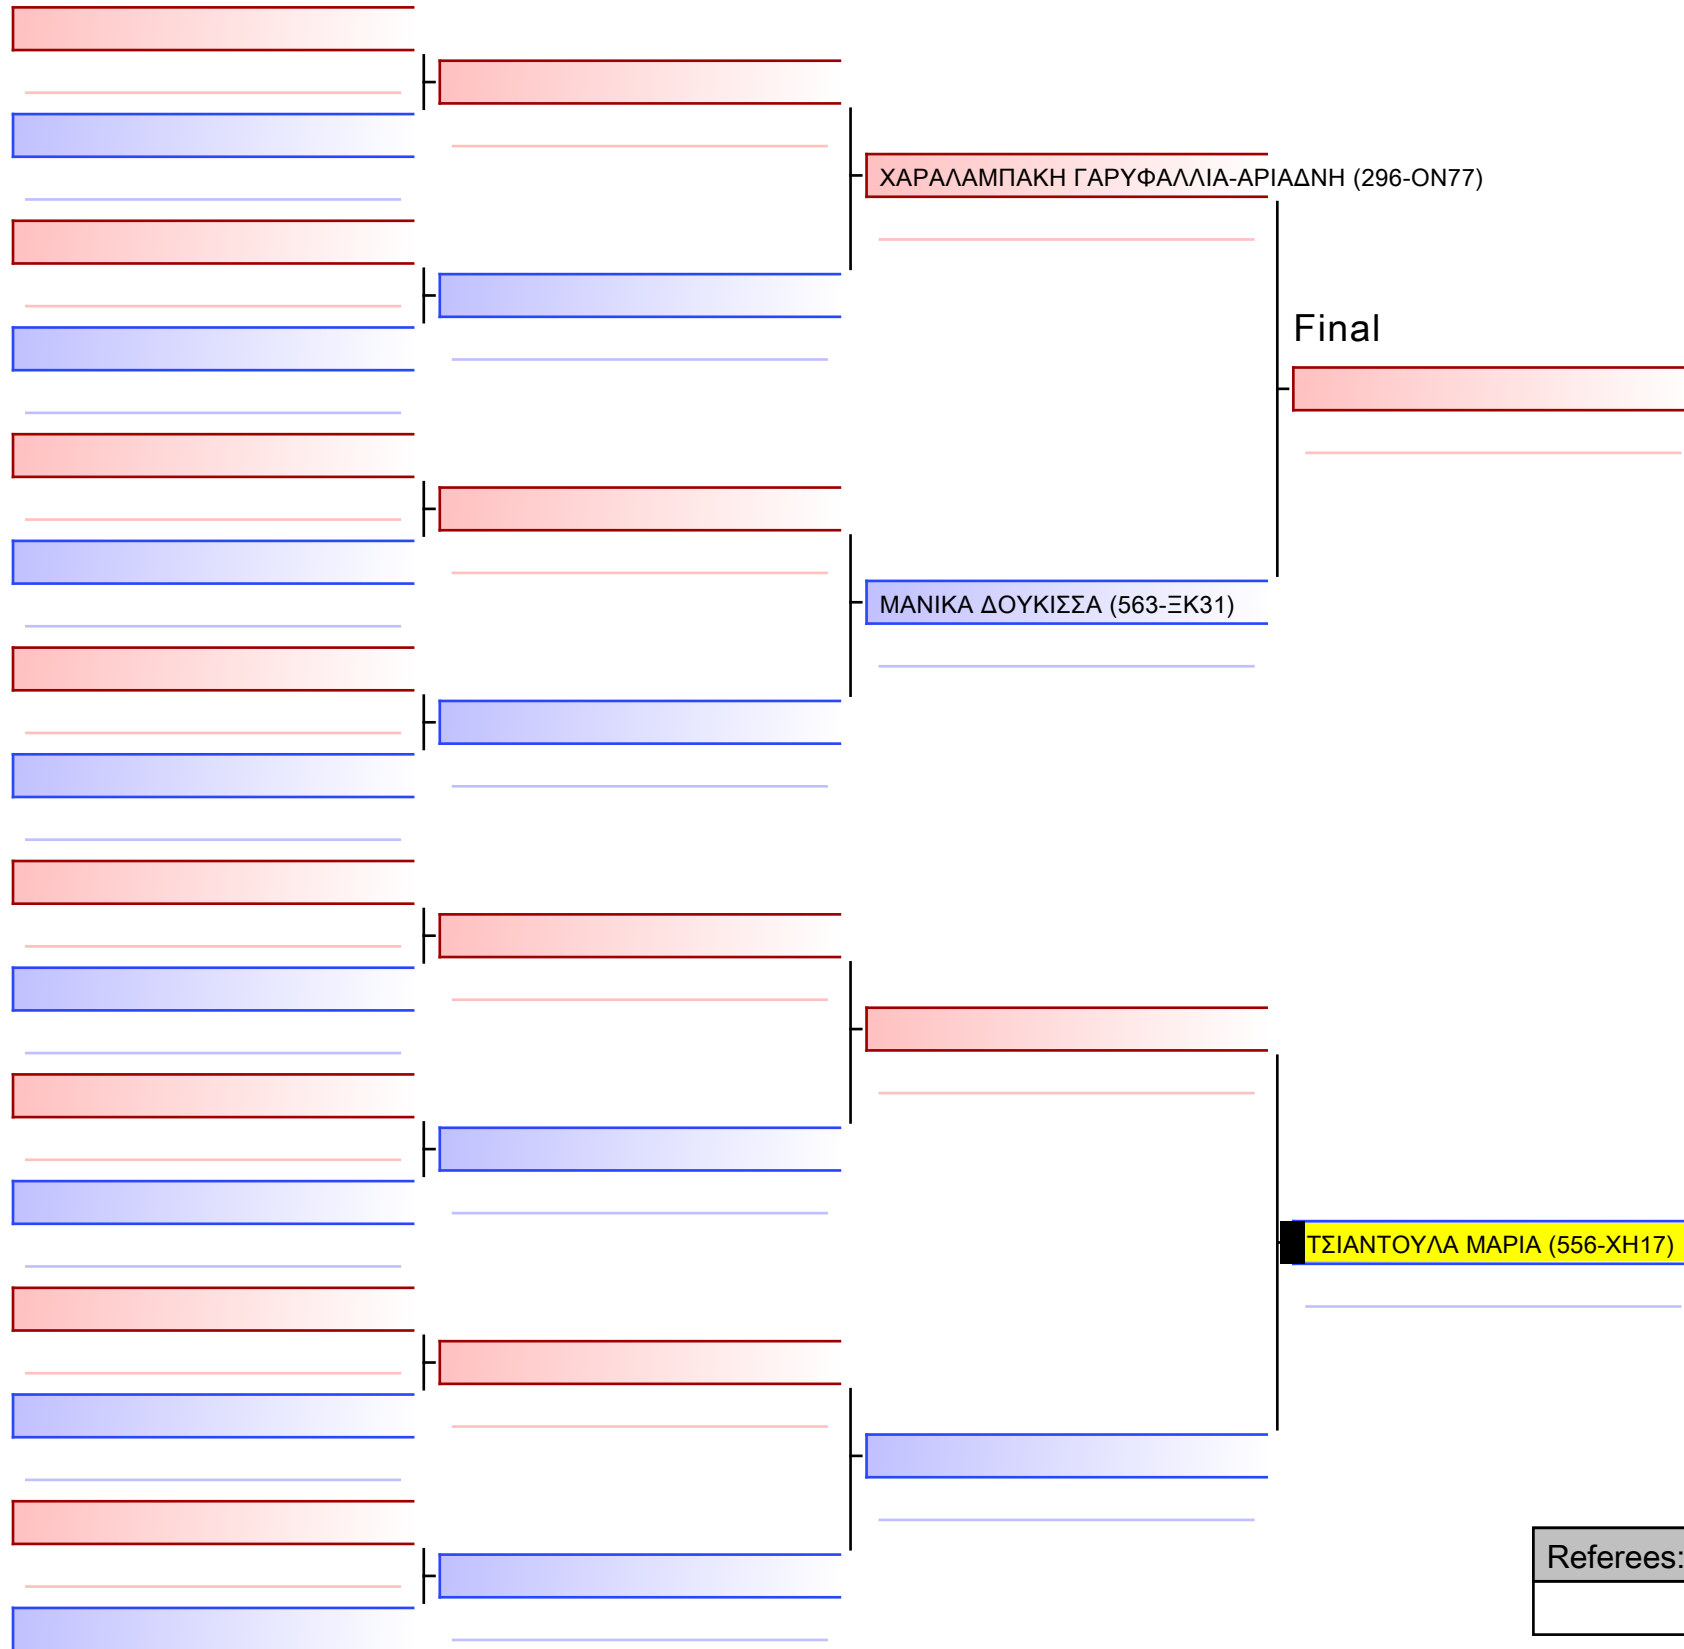 ΧΑΡΑΛΑΜΠΑΚΗ ΓΑΡΥΦΑΛΛΙΑ-ΑΡΙΑΔΝΗ (296-ΟΝ77)
Final
ΜΑΝΙΚΑ ΔΟΥΚΙΣΣΑ (563-ΞΚ31)
ΤΣΙΑΝΤΟΥΛΑ ΜΑΡΙΑ (556-ΧΗ17)
Referees: